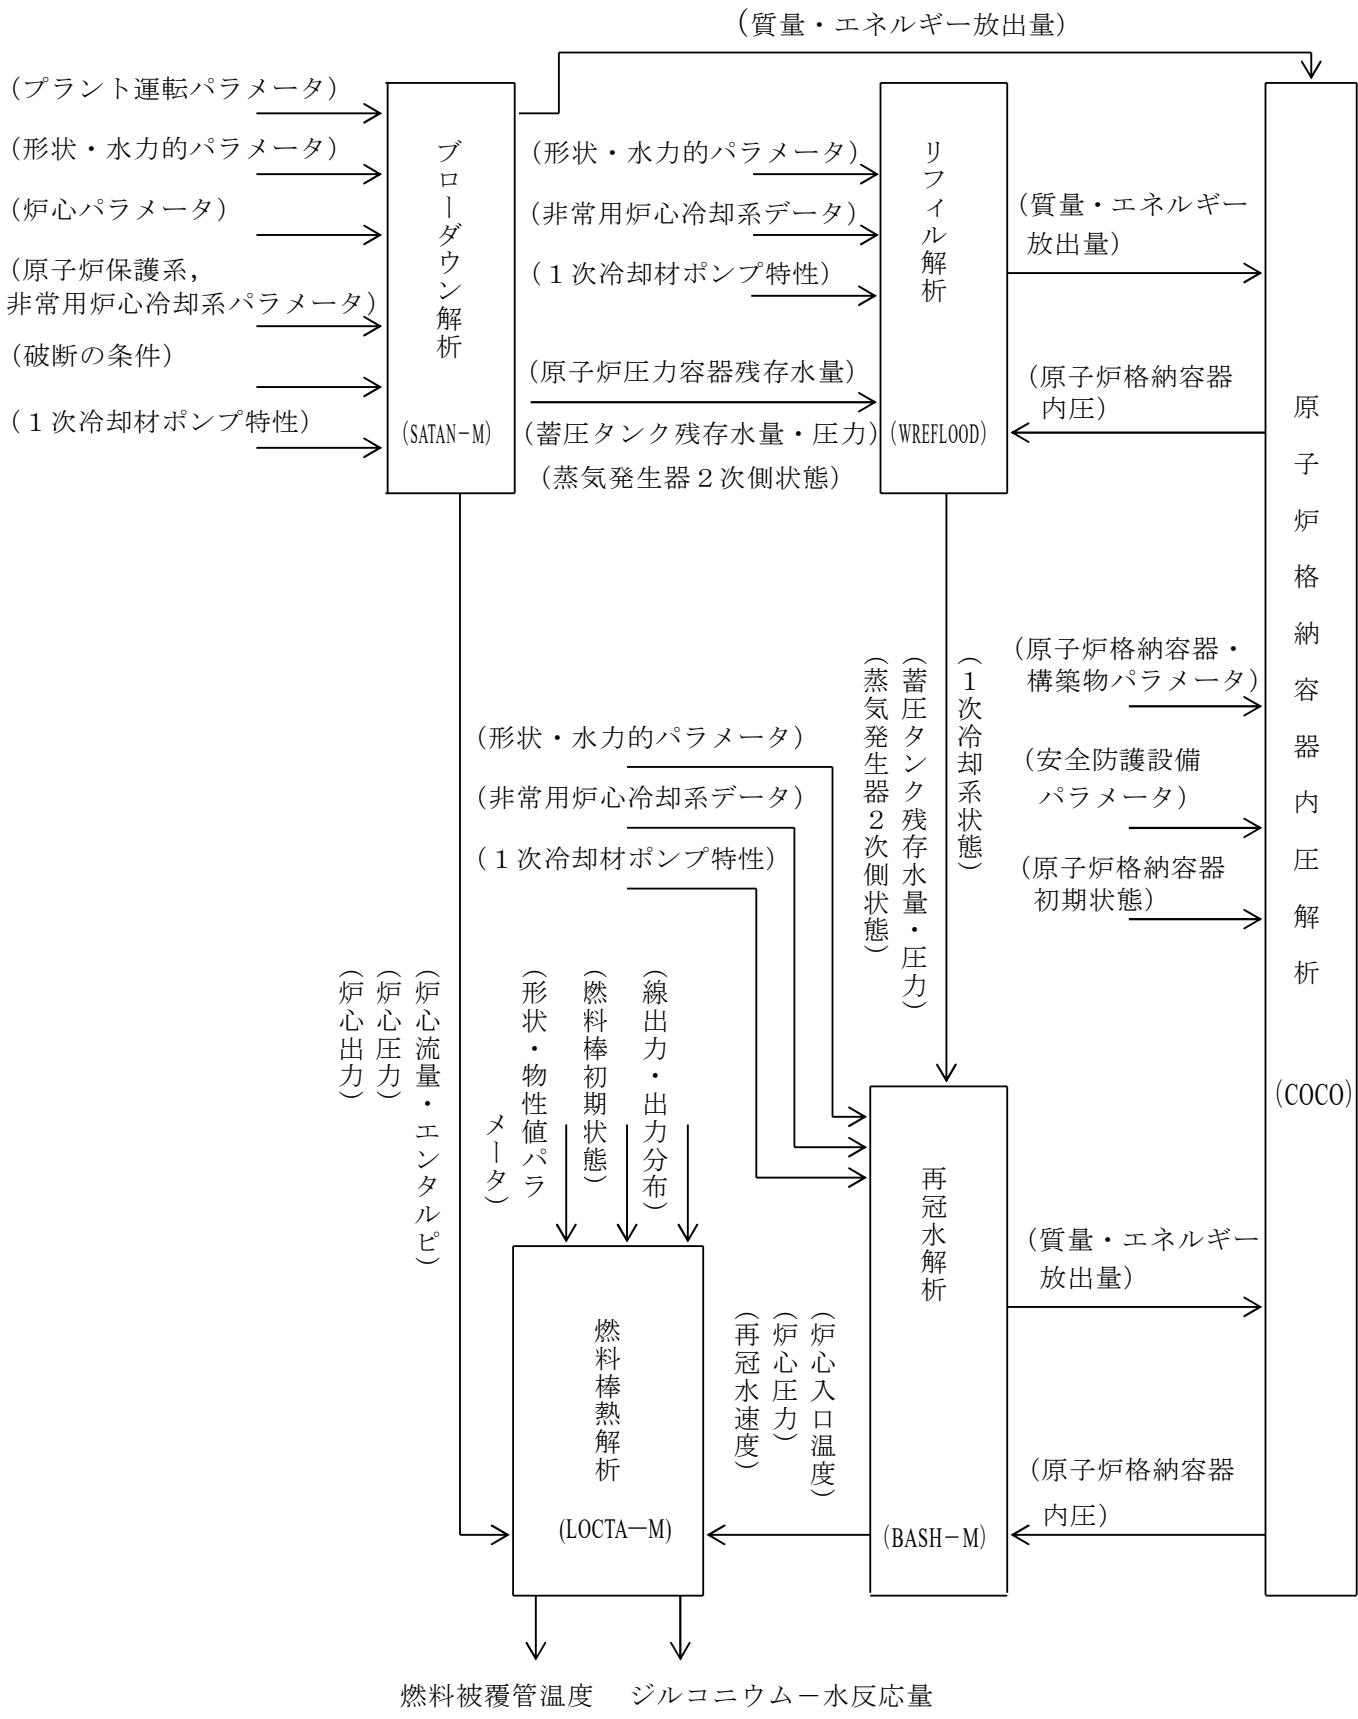 (質量・エネルギー放出量)
(プラント運転パラメータ)
(形状・水力的パラメータ)
(炉心パラメータ)
(原子炉保護系,
非常用炉心冷却系パラメータ)
(破断の条件)
(1次冷却材ポンプ特性)
ブローダウン解析
(SATAN-M)
(形状・水力的パラメータ)
(非常用炉心冷却系データ)
(1次冷却材ポンプ特性)
(原子炉圧力容器残存水量)
(蓄圧タンク残存水量・圧力)
(蒸気発生器2次側状態)
リフィル解析
(WREFLOOD)
(質量・エネルギー
放出量)
(原子炉格納容器
内圧)
原子炉格納容器内圧解析
(COCO)
(原子炉格納容器・
構築物パラメータ)
(安全防護設備
パラメータ)
(原子炉格納容器
初期状態)
(1次冷却系状態)
(蓄圧タンク残存水量・圧力)
(蒸気発生器2次側状態)
(形状・水力的パラメータ)
(非常用炉心冷却系データ)
(1次冷却材ポンプ特性)
(線出力・出力分布)
(燃料棒初期状態)
(形状・物性値パラ
メータ)
(炉心流量・エンタルピ)
(炉心圧力)
(炉心出力)
再冠水解析
(BASH-M)
(質量・エネルギー
放出量)
(原子炉格納容器
内圧)
(炉心入口温度)
(炉心圧力)
(再冠水速度)
燃料棒熱解析
(LOCTA-M)
燃料被覆管温度
ジルコニウム-水反応量